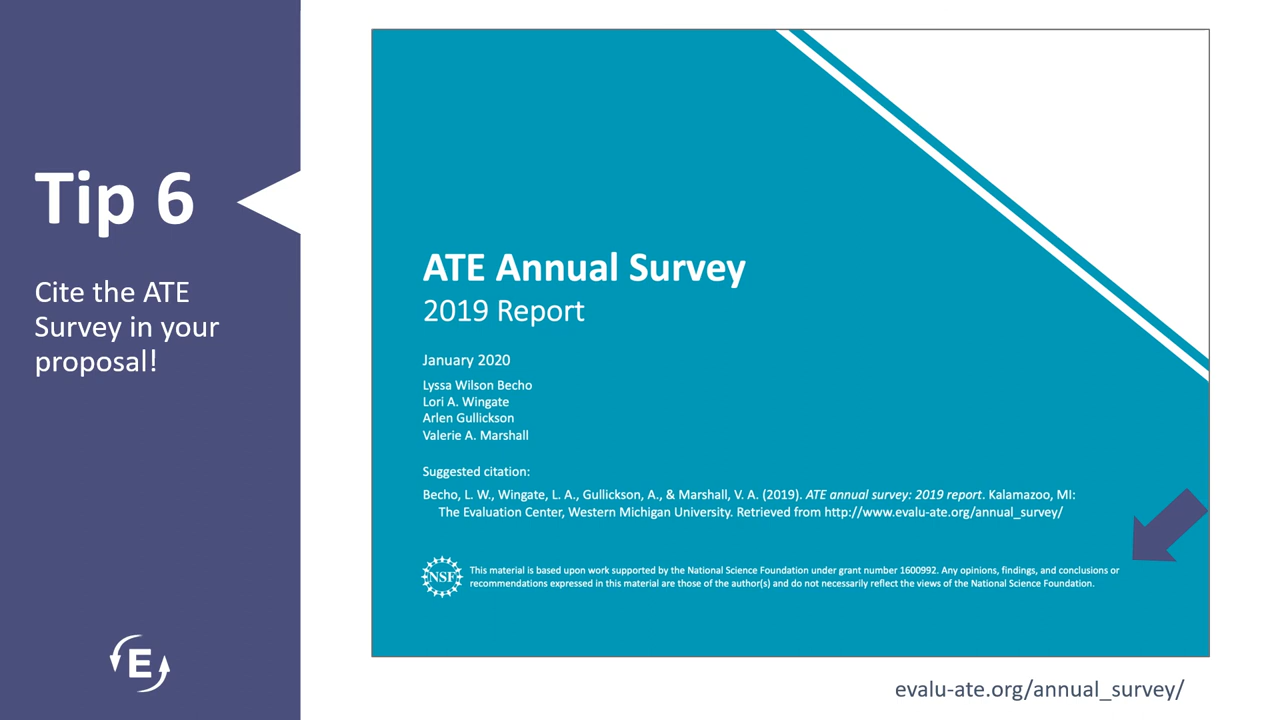 Tip 6
Cite the ATE
Survey in your
proposal!
E
ATE Annual Survey
2019 Report
January 2020
Lyssa Wilson Becho
Lori A. Wingate
Arlen Gullickson
Valerie A. Marshall
Suggested citation:
Becho, L. W., Wingate, L. A., Gullickson, A., & Marshall, V. A. (2019). ATE annual survey: 2019 report. Kalamazoo, MI:
The Evaluation Center, Western Michigan University. Retrieved from http://www.evalu-ate.org/annual_survey/
NSF
This material is based upon work supported by the National Science Foundation under grant number 1600992. Any opinions, findings, and conclusions or
recommendations expressed in this material are those of the author(s) and do not necessarily reflect the views of the National Science Foundation.
evalu-ate.org/annual_survey/